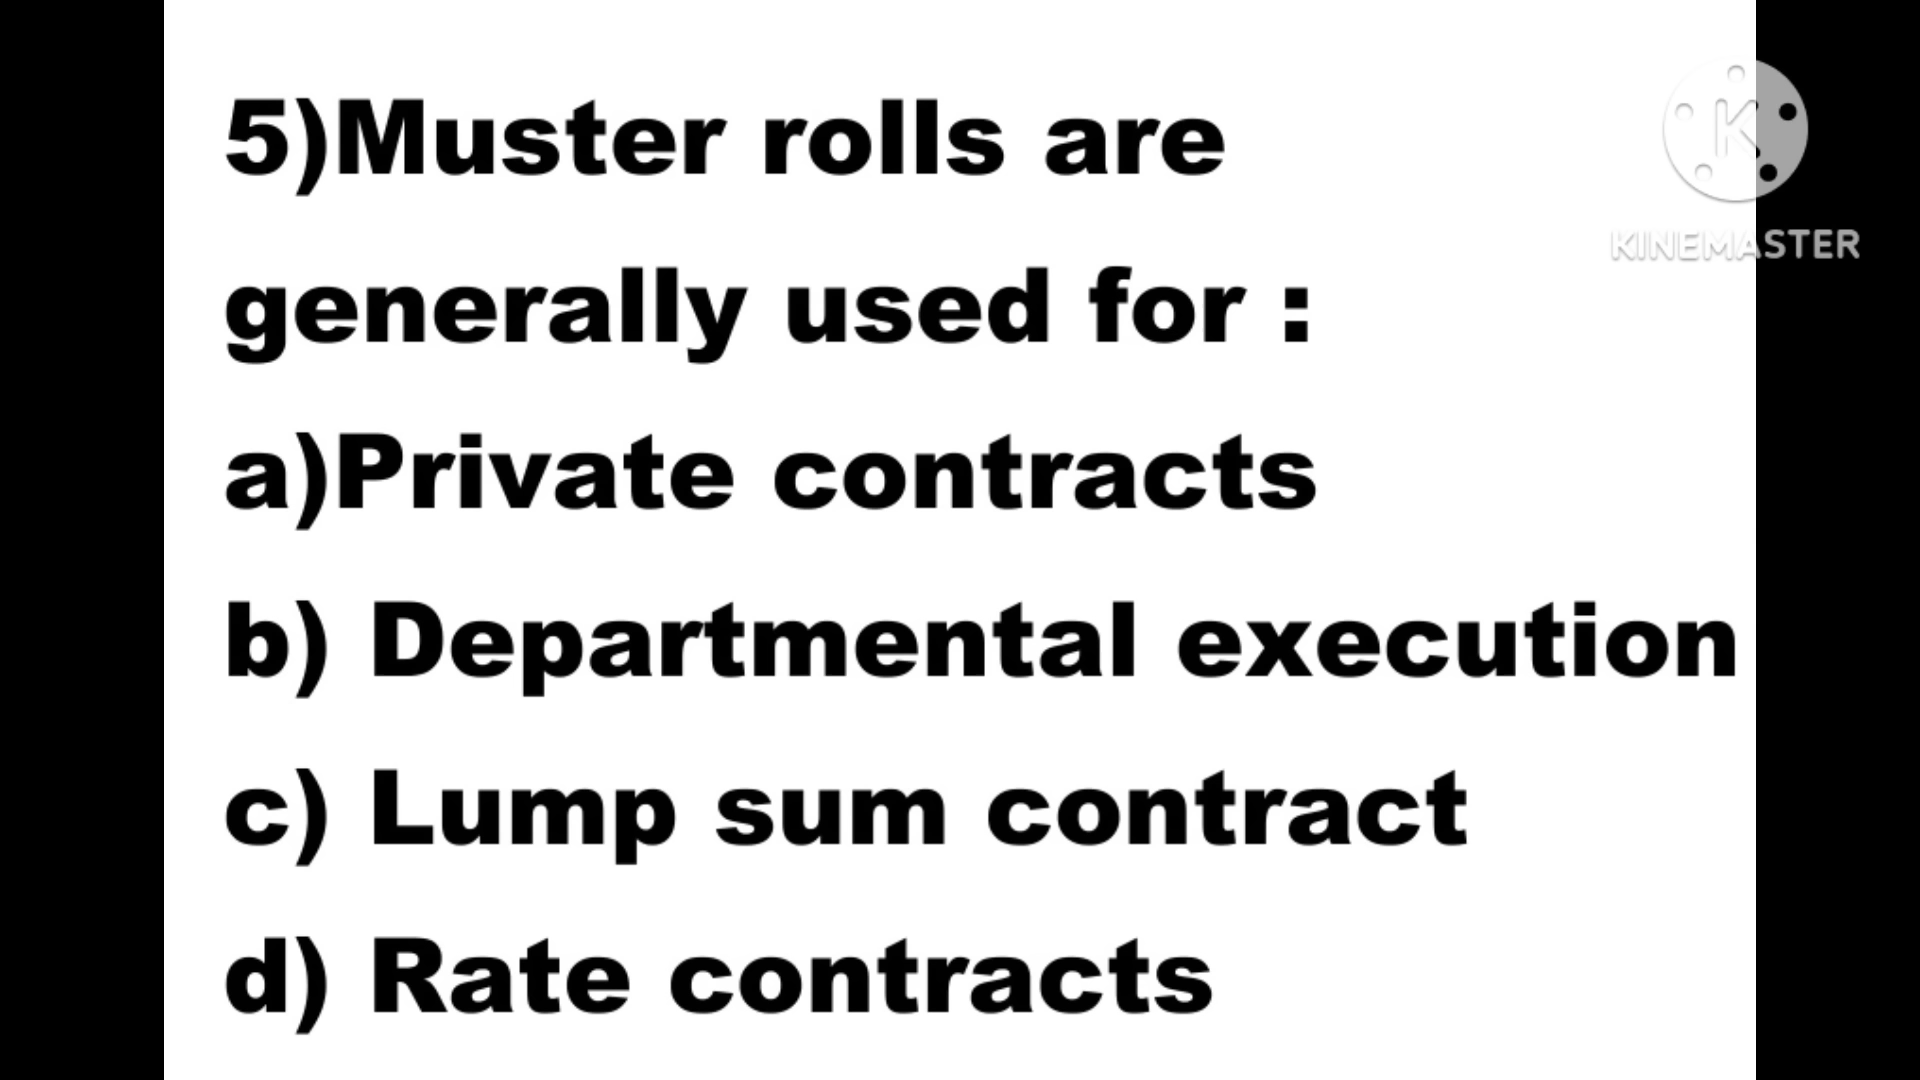 5)Muster rolls are
generally used for :
a)Private contracts
b) Departmental execution
c) Lump sum contract
d) Rate contracts
K
KINEMASTER